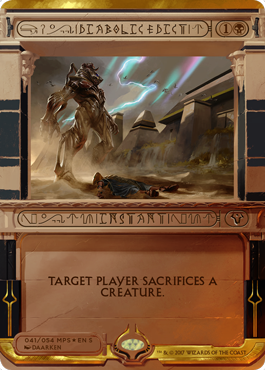 DIABOLIC EDICT 1
INSTANT
TARGET PLAYER SACRIFICES A
CREATURE.
041/054 MPS ★ EN S
DAARKEN
™ & © 2017 WIZARDS OF THE COAST